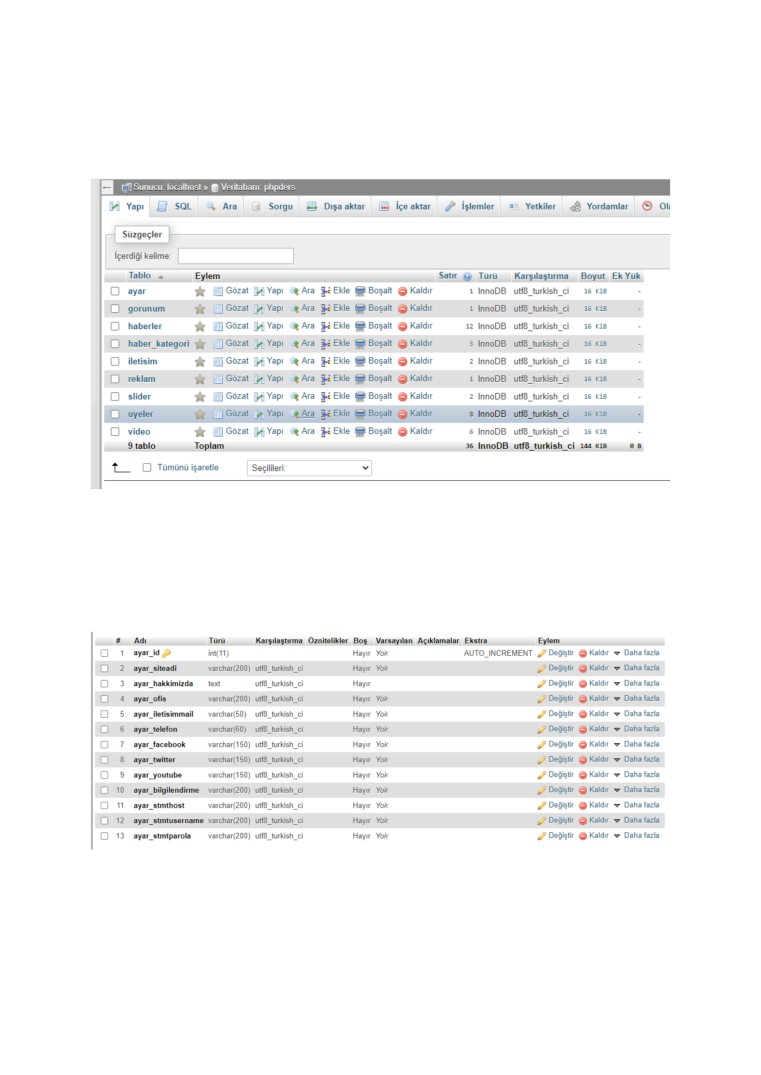 Sunucu: localhost » Veritabanı: phpders
Yapı SQL Ara Sorgu Dışa aktar İçe aktar İşlemler Yetkiler Yordamlar Ola
Süzgeçler
İçerdiği kelime:
Tablo Eylem Satır Türü Karşılaştırma Boyut Ek Yük
ayar Gözat Yapı Ara Ekle Boşalt Kaldır 1 InnoDB utf8_turkish_ci 16 KiB -
gorunum Gözat Yapı Ara Ekle Boşalt Kaldır 1 InnoDB utf8_turkish_ci 16 KiB -
haberler Gözat Yapı Ara Ekle Boşalt Kaldır 12 InnoDB utf8_turkish_ci 16 KiB -
haber_kategori Gözat Yapı Ara Ekle Boşalt Kaldır 3 InnoDB utf8_turkish_ci 16 KiB -
iletisim Gözat Yapı Ara Ekle Boşalt Kaldır 2 InnoDB utf8_turkish_ci 16 KiB -
reklam Gözat Yapı Ara Ekle Boşalt Kaldır 1 InnoDB utf8_turkish_ci 16 KiB -
slider Gözat Yapı Ara Ekle Boşalt Kaldır 2 InnoDB utf8_turkish_ci 16 KiB -
uyeler Gözat Yapı Ara Ekle Boşalt Kaldır 8 InnoDB utf8_turkish_ci 16 KiB -
video Gözat Yapı Ara Ekle Boşalt Kaldır 6 InnoDB utf8_turkish_ci 16 KiB -
9 tablo Toplam 36 InnoDB utf8_turkish_ci 144 KiB 0 B
Tümünü işaretle Seçilileri:
# Adı Türü Karşılaştırma Öznitelikler Boş Varsayılan Açıklamalar Ekstra Eylem
1 ayar_id int(11) Hayır Yok AUTO_INCREMENT Değiştir Kaldır Daha fazla
2 ayar_siteadi varchar(200) utf8_turkish_ci Hayır Yok Değiştir Kaldır Daha fazla
3 ayar_hakkimizda text utf8_turkish_ci Hayır Değiştir Kaldır Daha fazla
4 ayar_ofis varchar(200) utf8_turkish_ci Hayır Yok Değiştir Kaldır Daha fazla
5 ayar_iletisimmail varchar(50) utf8_turkish_ci Hayır Yok Değiştir Kaldır Daha fazla
6 ayar_telefon varchar(60) utf8_turkish_ci Hayır Yok Değiştir Kaldır Daha fazla
7 ayar_facebook varchar(150) utf8_turkish_ci Hayır Yok Değiştir Kaldır Daha fazla
8 ayar_twitter varchar(150) utf8_turkish_ci Hayır Yok Değiştir Kaldır Daha fazla
9 ayar_youtube varchar(150) utf8_turkish_ci Hayır Yok Değiştir Kaldır Daha fazla
10 ayar_bilgilendirme varchar(200) utf8_turkish_ci Hayır Yok Değiştir Kaldır Daha fazla
11 ayar_stmthost varchar(200) utf8_turkish_ci Hayır Yok Değiştir Kaldır Daha fazla
12 ayar_stmtusername varchar(200) utf8_turkish_ci Hayır Yok Değiştir Kaldır Daha fazla
13 ayar_stmtparola varchar(200) utf8_turkish_ci Hayır Yok Değiştir Kaldır Daha fazla